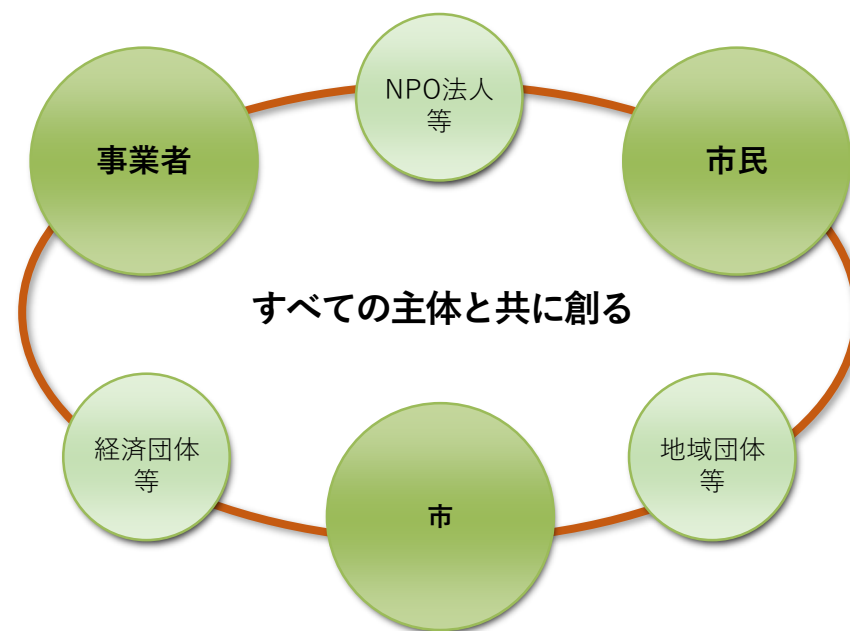 NPO法人
等
事業者
市民
すべての主体と共に創る
経済団体
等
地域団体
等
市